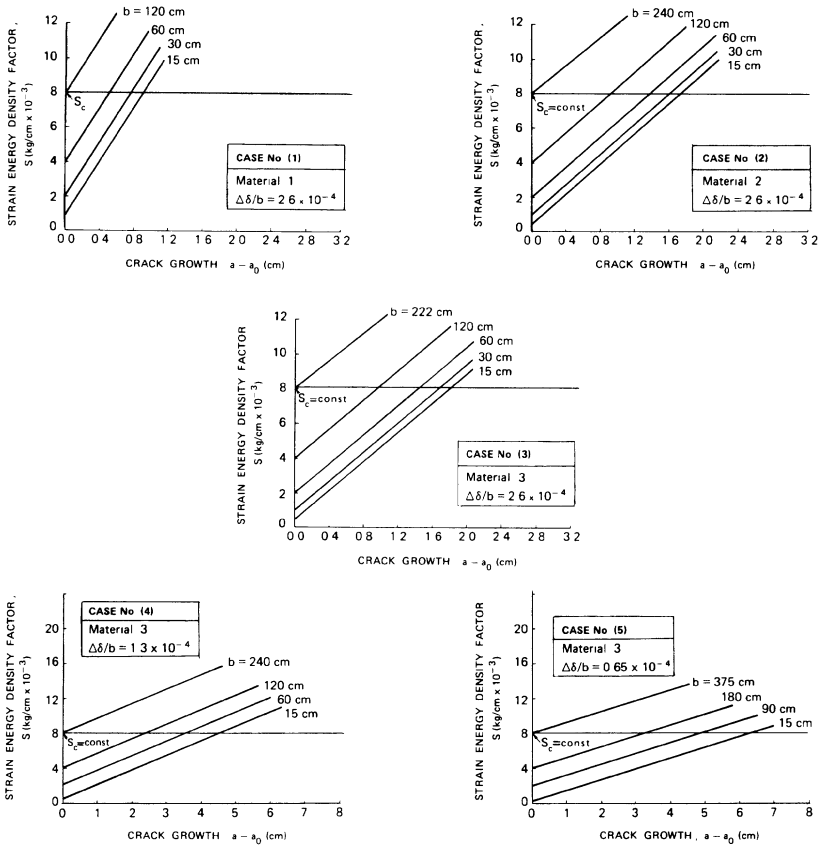 STRAIN ENERGY DENSITY FACTOR,
S (kg/cm x 10⁻³)
12
10
8
6
4
2
0
b = 120 cm
60 cm
30 cm
15 cm
S_c
CASE No (1)
Material 1
Δδ/b = 2 6 x 10⁻⁴
0 0 0 4 0 8 1 2 1 6 2 0 2 4 2 8 3 2
CRACK GROWTH a – a₀ (cm)
STRAIN ENERGY DENSITY FACTOR,
S (kg/cm x 10⁻³)
12
10
8
6
4
2
0
b = 240 cm
120 cm
60 cm
30 cm
15 cm
S_c=const
CASE No (2)
Material 2
Δδ/b = 2 6 x 10⁻⁴
0 0 0 4 0 8 1 2 1 6 2 0 2 4 2 8 3 2
CRACK GROWTH a – a₀ (cm)
STRAIN ENERGY DENSITY FACTOR
S (kg/cm x 10⁻³)
12
10
8
6
4
2
0
b = 222 cm
120 cm
60 cm
30 cm
15 cm
S_c=const
CASE No (3)
Material 3
Δδ/b = 2 6 x 10⁻⁴
0 0 0 4 0 8 1 2 1 6 2 0 2 4 2 8 3 2
CRACK GROWTH a – a₀ (cm)
STRAIN ENERGY DENSITY FACTOR,
S (kg/cm x 10⁻³)
20
16
12
8
4
0
CASE No (4)
Material 3
Δδ/b = 1 3 x 10⁻⁴
b = 240 cm
120 cm
60 cm
15 cm
S_c=const
0 1 2 3 4 5 6 7 8
CRACK GROWTH a – a₀ (cm)
STRAIN ENERGY DENSITY FACTOR
S (kg/cm x 10⁻³)
20
16
12
8
4
0
CASE No (5)
Material 3
Δδ/b = 0 65 x 10⁻⁴
b = 375 cm
180 cm
90 cm
15 cm
S_c=const
0 1 2 3 4 5 6 7 8
CRACK GROWTH, a – a₀ (cm)